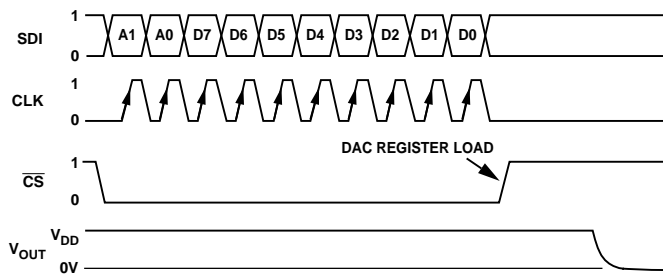 1
SDI
A1 A0 D7 D6 D5 D4 D3 D2 D1 D0
0
1
CLK
0
DAC REGISTER LOAD
1
CS
0
VDD
VOUT
0V